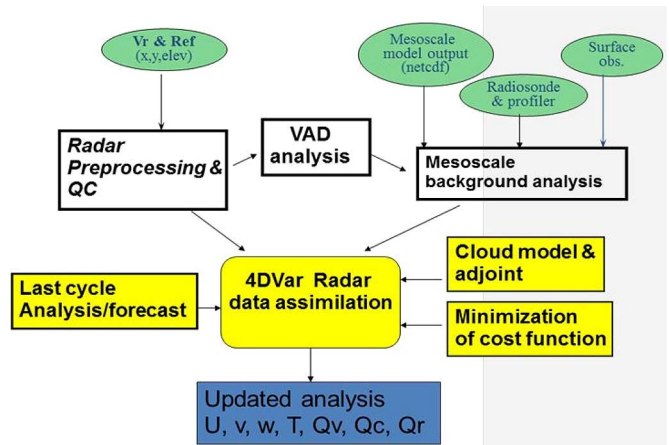 Vr & Ref
(x,y,elev)
Mesoscale
model output
(netcdf)
Surface
obs.
Radiosonde
& profiler
Radar
Preprocessing &
QC
VAD
analysis
Mesoscale
background analysis
Last cycle
Analysis/forecast
4DVar Radar
data assimilation
Cloud model &
adjoint
Minimization
of cost function
Updated analysis
U, v, w, T, Qv, Qc, Qr